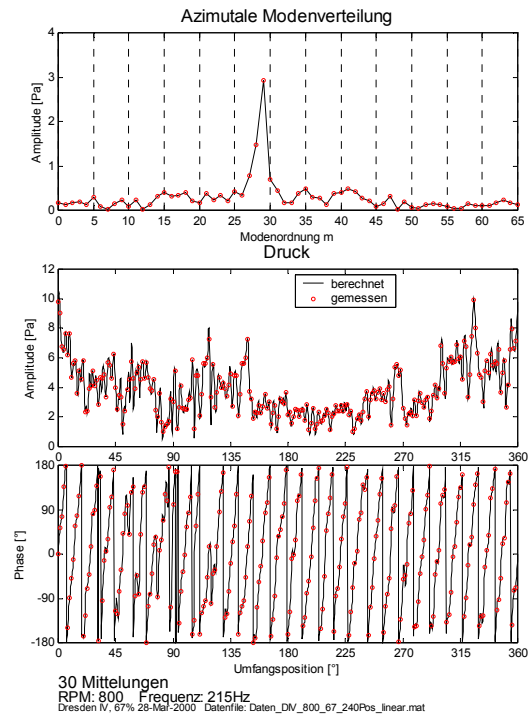 Azimutale Modenverteilung
4
3
2
1
0
Amplitude [Pa]
0 5 10 15 20 25 30 35 40 45 50 55 60 65
Modenordnung m
Druck
12
10
8
6
4
2
0
Amplitude [Pa]
berechnet
gemessen
0 45 90 135 180 225 270 315 360
180
90
0
-90
-180
Phase [°]
0 45 90 135 180 225 270 315 360
Umfangsposition [°]
30 Mittelungen
RPM: 800 Frequenz: 215Hz
Dresden IV, 67% 28-Mar-2000 Datenfile: Daten_DIV_800_67_240Pos_linear.mat